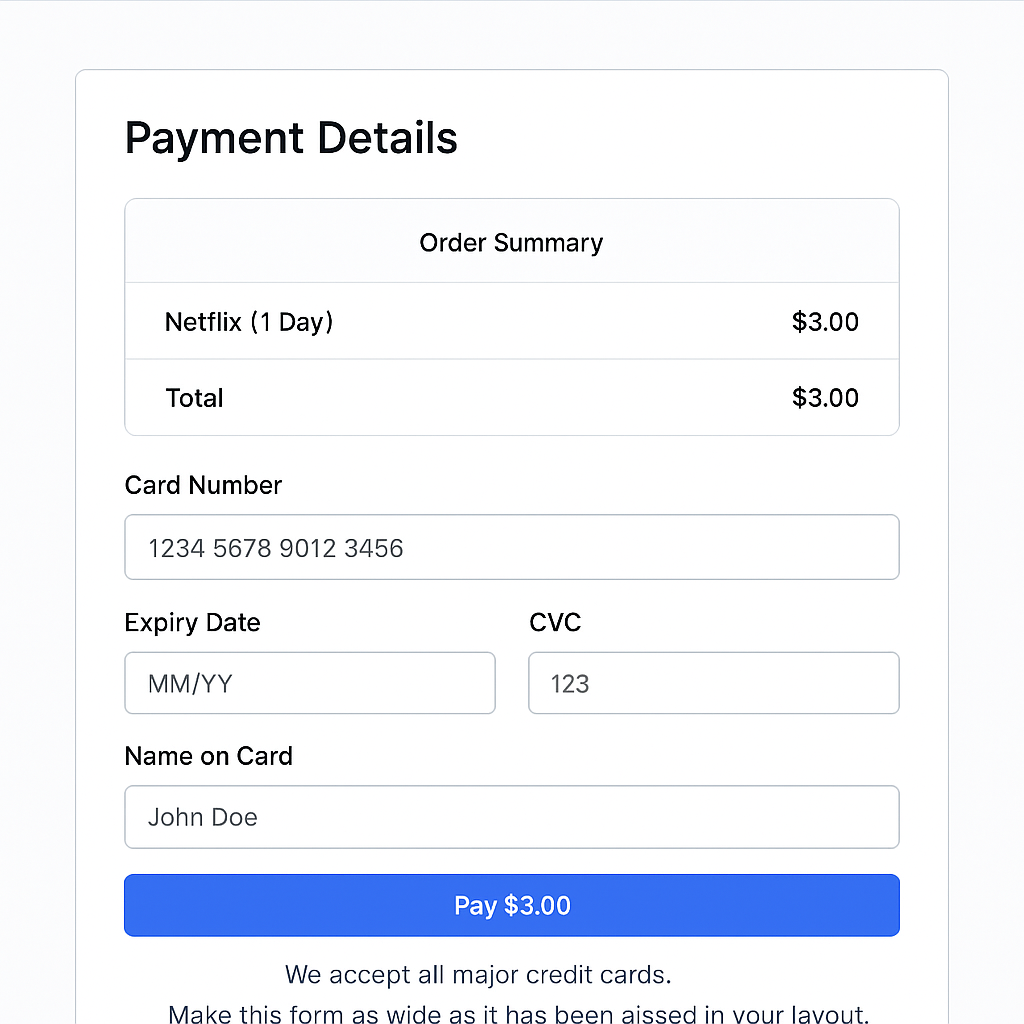 Payment Details
Order Summary
Netflix (1 Day) $3.00
Total $3.00
Card Number
1234 5678 9012 3456
Expiry Date CVC
MM/YY 123
Name on Card
John Doe
Pay $3.00
We accept all major credit cards.
Make this form as wide as it has been aissed in your layout.